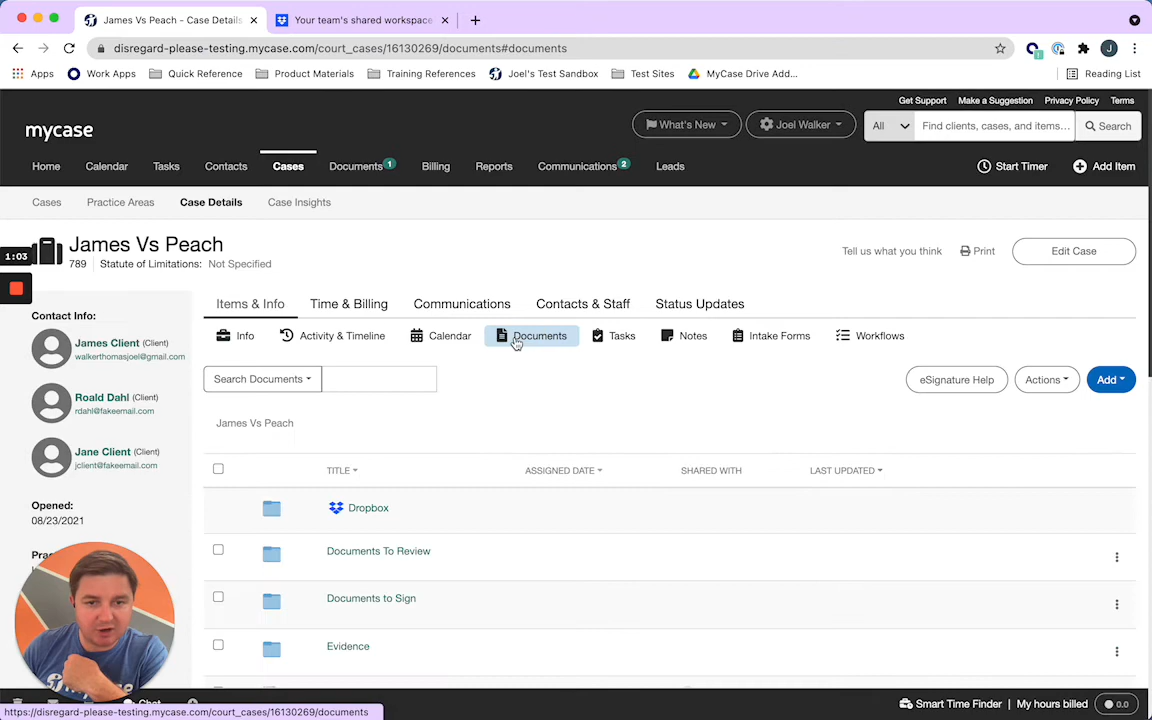 James Vs Peach - Case Details
Your team's shared workspace
disregard-please-testing.mycase.com/court_cases/16130269/documents#documents
J
Apps Work Apps Quick Reference Product Materials Training References Joel's Test Sandbox Test Sites MyCase Drive Add... Reading List
Get Support Make a Suggestion Privacy Policy Terms
mycase
What's New Joel Walker All Find clients, cases, and items... Search
Home Calendar Tasks Contacts Cases Documents 1 Billing Reports Communications 2 Leads Start Timer Add Item
Cases Practice Areas Case Details Case Insights
James Vs Peach
789 Statute of Limitations: Not Specified
Tell us what you think Print Edit Case
1:03
Items & Info Time & Billing Communications Contacts & Staff Status Updates
Info Activity & Timeline Calendar Documents Tasks Notes Intake Forms Workflows
Contact Info:
James Client (Client)
walkerthomasjoel@gmail.com
Roald Dahl (Client)
rdahl@fakeemail.com
Jane Client (Client)
jclient@fakeemail.com
Opened:
08/23/2021
Search Documents eSignature Help Actions Add
James Vs Peach
TITLE ASSIGNED DATE SHARED WITH LAST UPDATED
Dropbox
Documents To Review
Documents to Sign
Evidence
Chat
Smart Time Finder My hours billed 0.0
https://disregard-please-testing.mycase.com/court_cases/16130269/documents